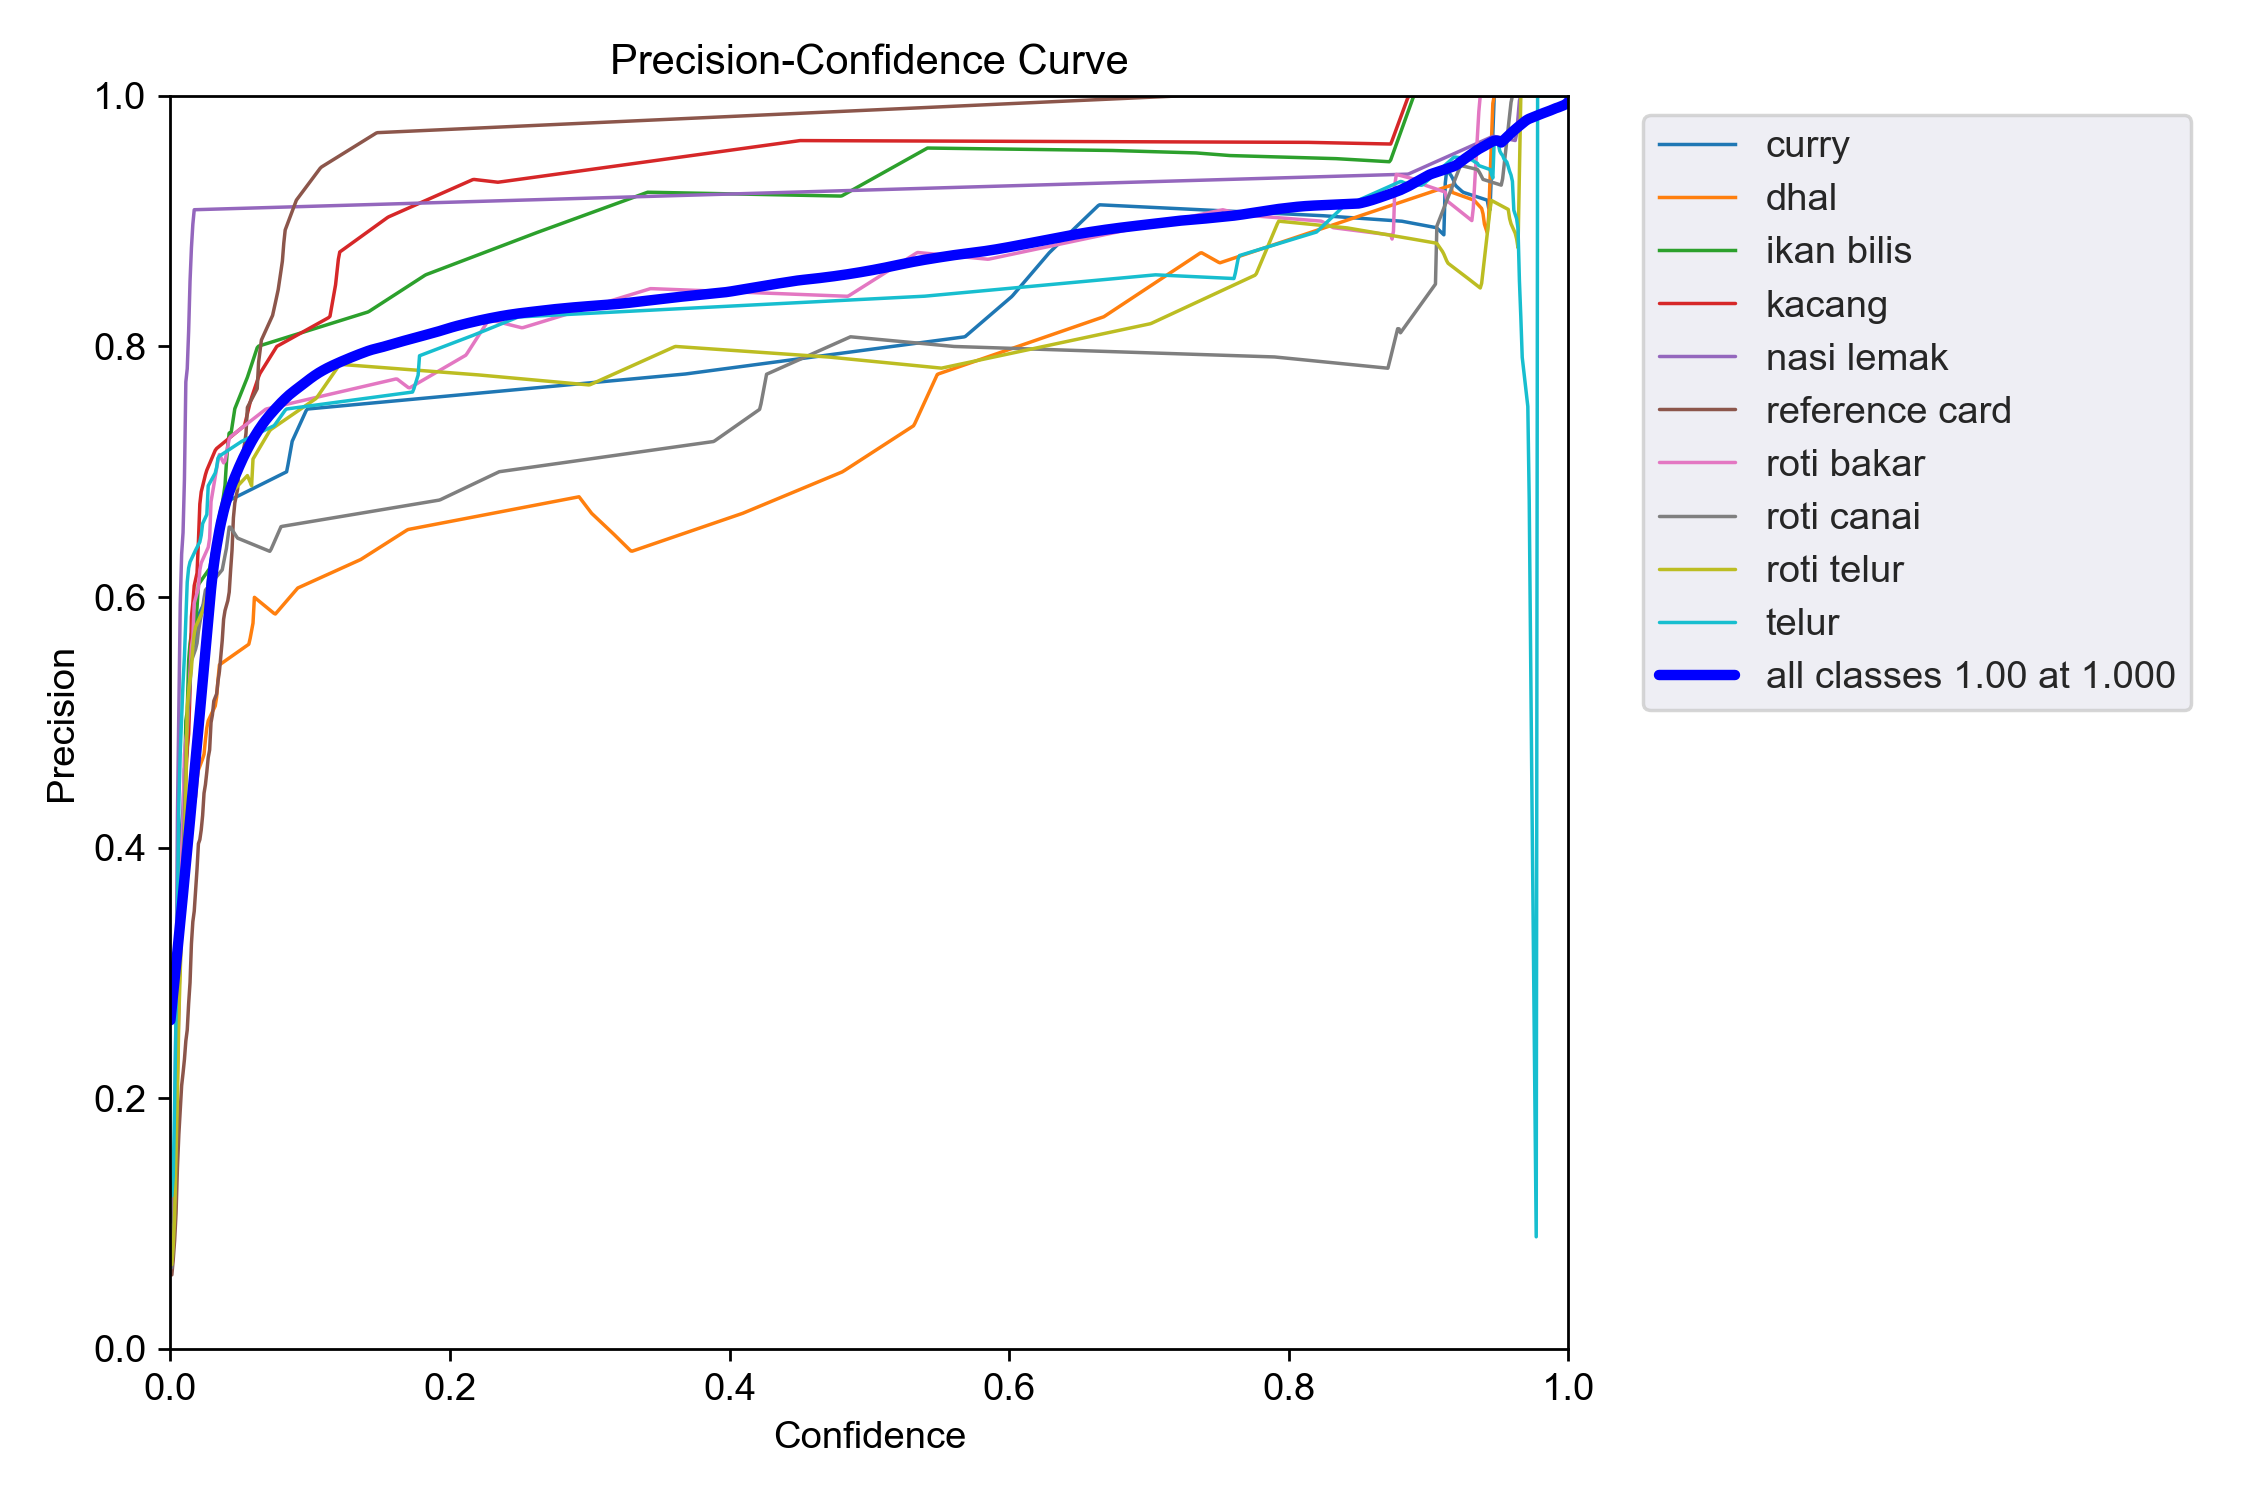 Precision-Confidence Curve
1.0
0.8
0.6
0.4
0.2
0.0
Precision
0.0 0.2 0.4 0.6 0.8 1.0
Confidence
curry
dhal
ikan bilis
kacang
nasi lemak
reference card
roti bakar
roti canai
roti telur
telur
all classes 1.00 at 1.000